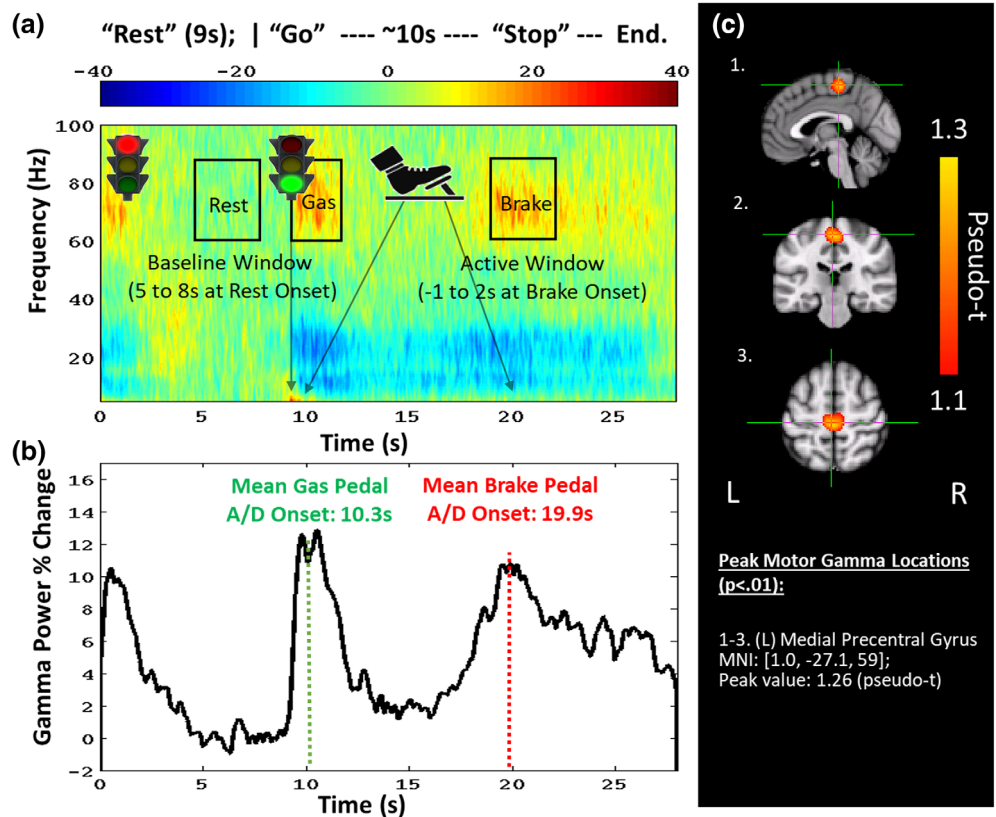 (a)
“Rest” (9s); | “Go” ---- ~10s ---- “Stop” --- End.
-40 -20 0 20 40
Frequency (Hz)
100
80
60
40
20
Rest
Gas
Brake
Baseline Window
(5 to 8s at Rest Onset)
Active Window
(-1 to 2s at Brake Onset)
0 5 10 15 20 25
Time (s)
(b)
Gamma Power % Change
16
14
12
10
8
6
4
2
0
-2
Mean Gas Pedal
A/D Onset: 10.3s
Mean Brake Pedal
A/D Onset: 19.9s
0 5 10 15 20 25
Time (s)
(c)
1.
2.
3.
1.3
Pseudo-t
1.1
L R
Peak Motor Gamma Locations
(p<.01):
1-3. (L) Medial Precentral Gyrus
MNI: [1.0, -27.1, 59];
Peak value: 1.26 (pseudo-t)